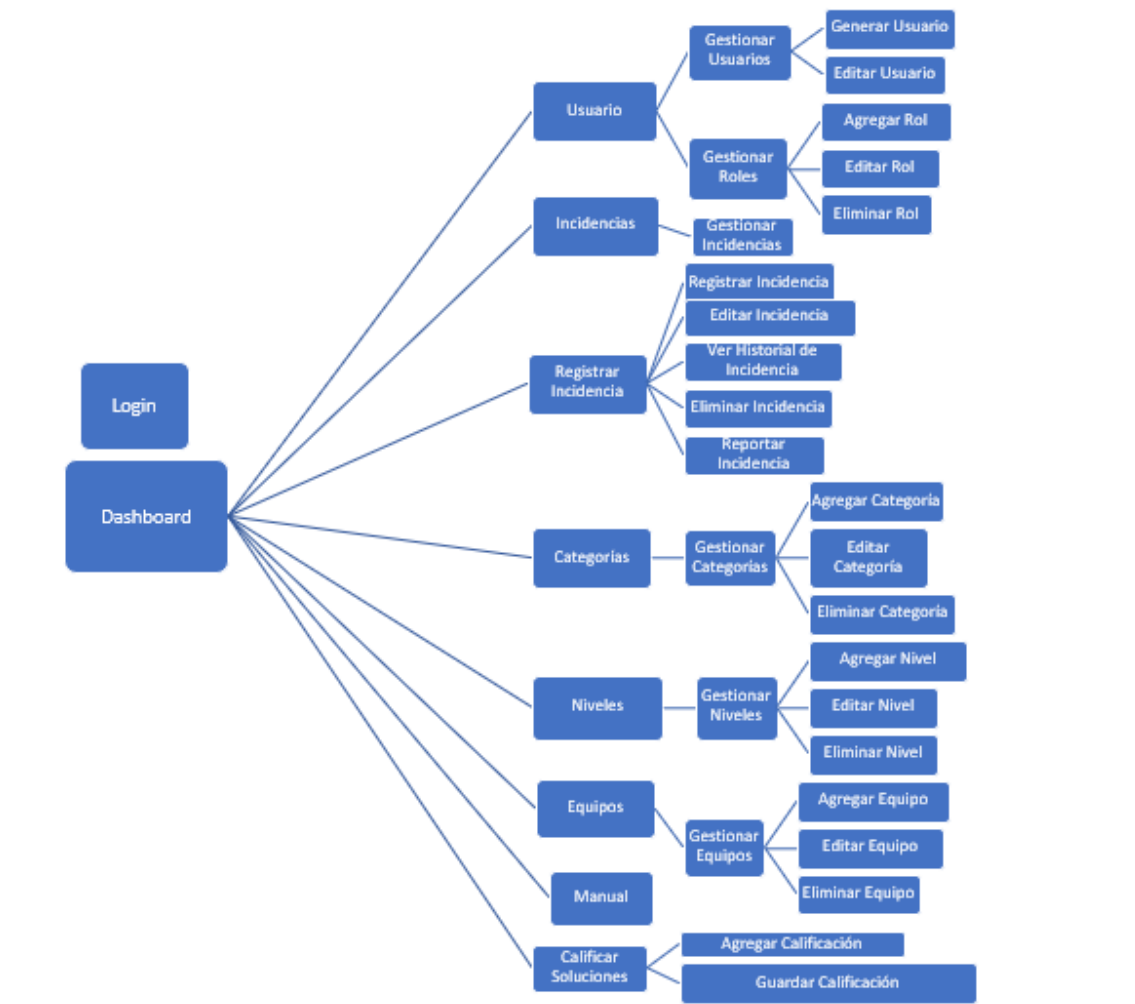 Login
Dashboard
Usuario
Gestionar
Usuarios
Generar Usuario
Editar Usuario
Gestionar
Roles
Agregar Rol
Editar Rol
Eliminar Rol
Incidencias
Gestionar
Incidencias
Registrar
Incidencia
Registrar Incidencia
Editar Incidencia
Ver Historial de
Incidencia
Eliminar Incidencia
Reportar
Incidencia
Categorías
Gestionar
Categorías
Agregar Categoría
Editar
Categoría
Eliminar Categoría
Niveles
Gestionar
Niveles
Agregar Nivel
Editar Nivel
Eliminar Nivel
Equipos
Gestionar
Equipos
Agregar Equipo
Editar Equipo
Eliminar Equipo
Manual
Calificar
Soluciones
Agregar Calificación
Guardar Calificación